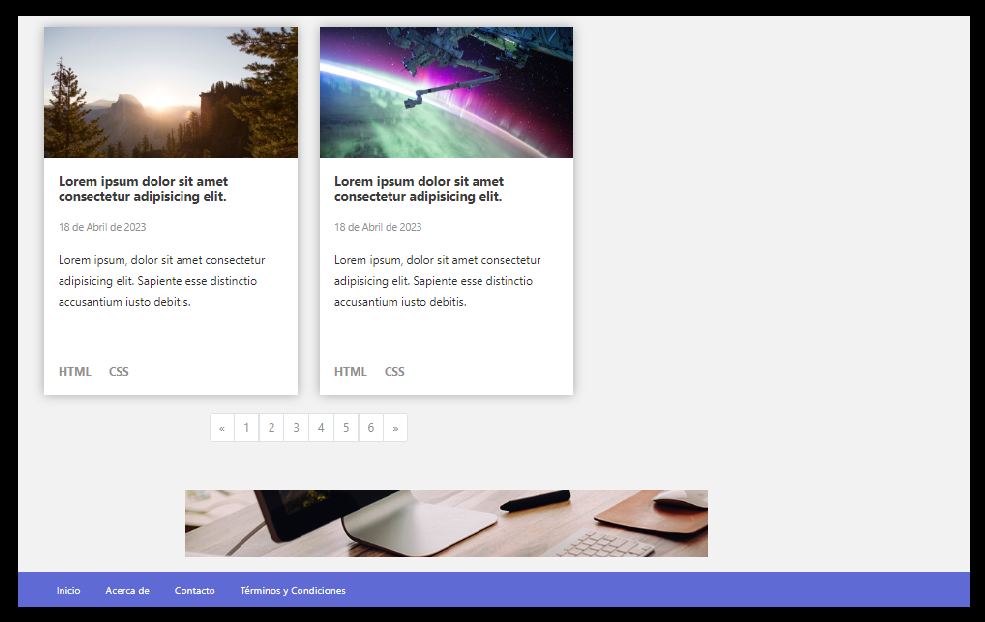 Lorem ipsum dolor sit amet
consectetur adipisicing elit.
18 de Abril de 2023
Lorem ipsum, dolor sit amet consectetur
adipisicing elit. Sapiente esse distinctio
accusantium iusto debitis.
HTML CSS
Lorem ipsum dolor sit amet
consectetur adipisicing elit.
18 de Abril de 2023
Lorem ipsum, dolor sit amet consectetur
adipisicing elit. Sapiente esse distinctio
accusantium iusto debitis.
HTML CSS
« 1 2 3 4 5 6 »
Inicio Acerca de Contacto Términos y Condiciones